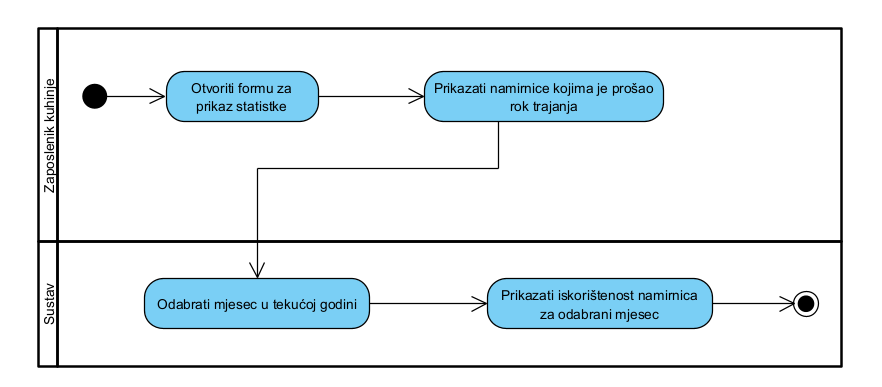 Zaposlenik kuhinje
Otvoriti formu za
prikaz statistke
Prikazati namirnice kojima je prošao
rok trajanja
Sustav
Odabrati mjesec u tekućoj godini
Prikazati iskorištenost namirnica
za odabrani mjesec